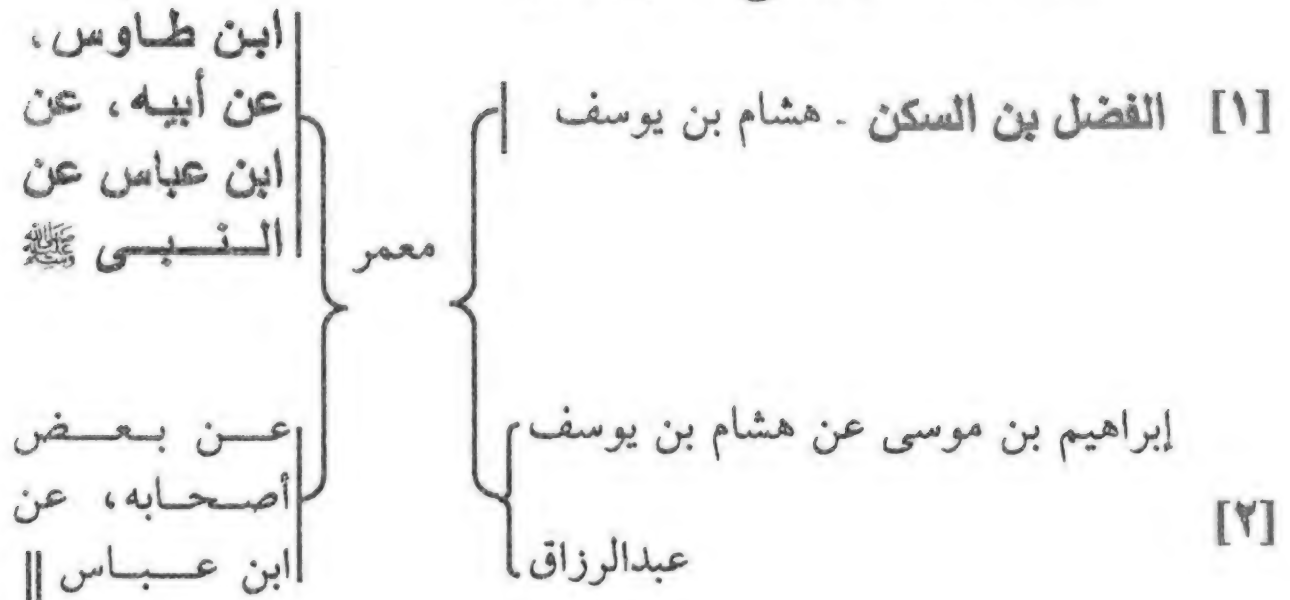 [١] الفضل بن السكن - هشام بن يوسف
معمر
ابن طاوس،
عن أبيه، عن
ابن عباس عن
النبي ﷺ
[٢]
إبراهيم بن موسى عن هشام بن يوسف
عبدالرزاق
عن بعض
أصحابه، عن
ابن عباس ||